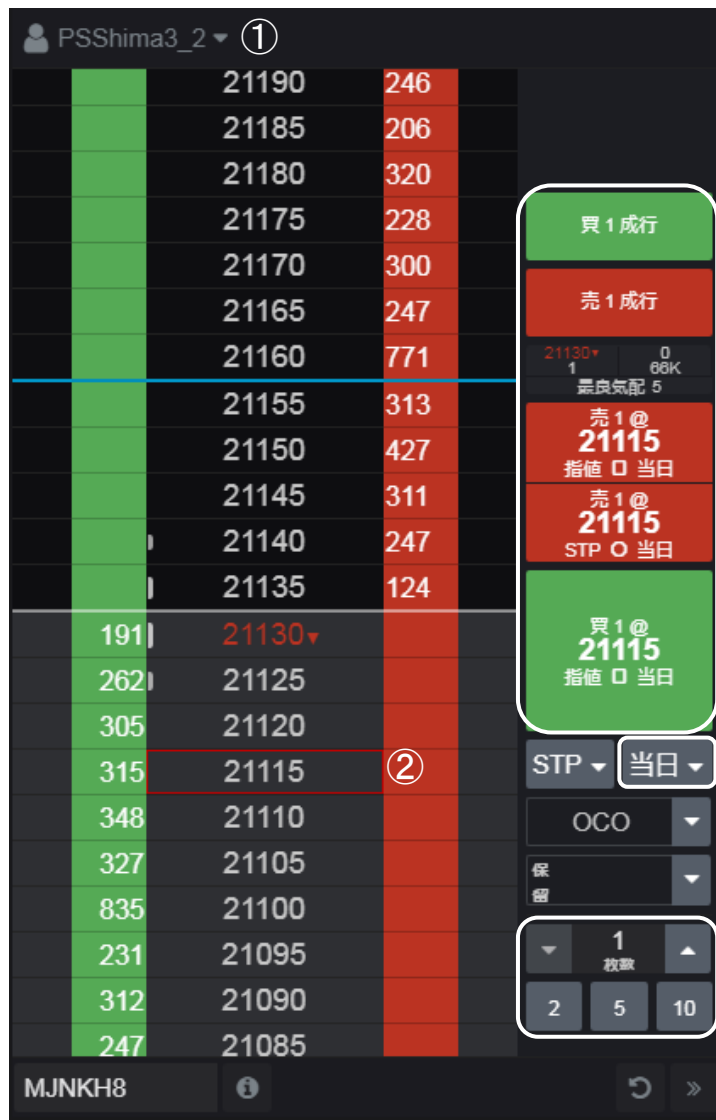 PSShima3_2 ①
21190 246
21185 206
21180 320
21175 228
21170 300
21165 247
21160 771
21155 313
21150 427
21145 311
21140 247
21135 124
191 21130▼
262 21125
305 21120
315 21115 ②
348 21110
327 21105
835 21100
231 21095
312 21090
247 21085
買 1 成行
売 1 成行
21130▼ 0
1 66K
最良気配 5
売 1 @
21115
指値 ロ 当日
売 1 @
21115
STP O 当日
買 1 @
21115
指値 ロ 当日
STP 当日
OCO
保
留
1
枚数
2 5 10
MJNKH8